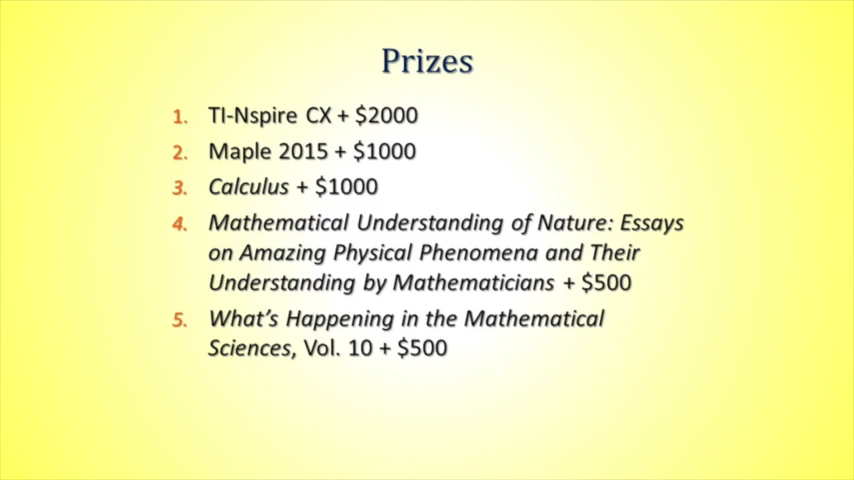 Prizes
1. TI-Nspire CX + $2000
2. Maple 2015 + $1000
3. Calculus + $1000
4. Mathematical Understanding of Nature: Essays
on Amazing Physical Phenomena and Their
Understanding by Mathematicians + $500
5. What's Happening in the Mathematical
Sciences, Vol. 10 + $500